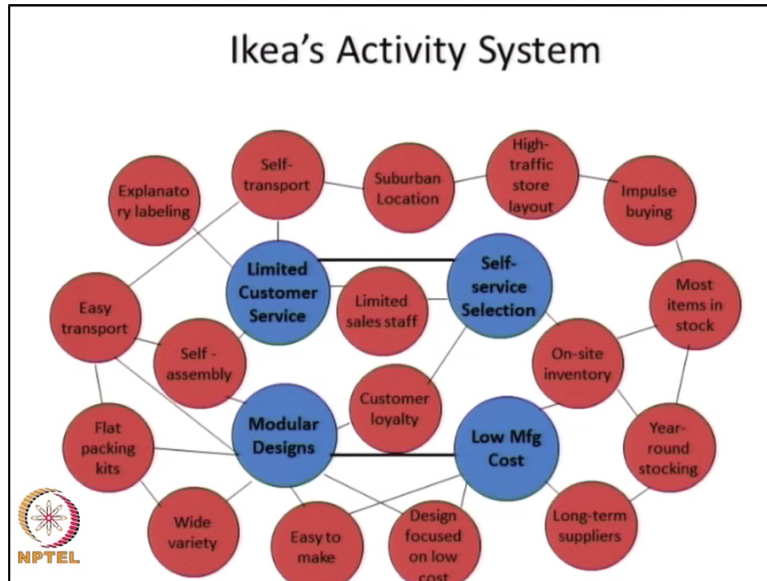 Ikea's Activity System
Explanato
ry labeling
Self-
transport
Suburban
Location
High-
traffic
store
layout
Impulse
buying
Limited
Customer
Service
Self-
service
Selection
Easy
transport
Limited
sales staff
Most
items in
stock
Self -
assembly
On-site
inventory
Customer
loyalty
Modular
Designs
Low Mfg
Cost
Flat
packing
kits
Year-
round
stocking
Wide
variety
Easy to
make
Design
focused
on low
cost
Long-term
suppliers
NPTEL